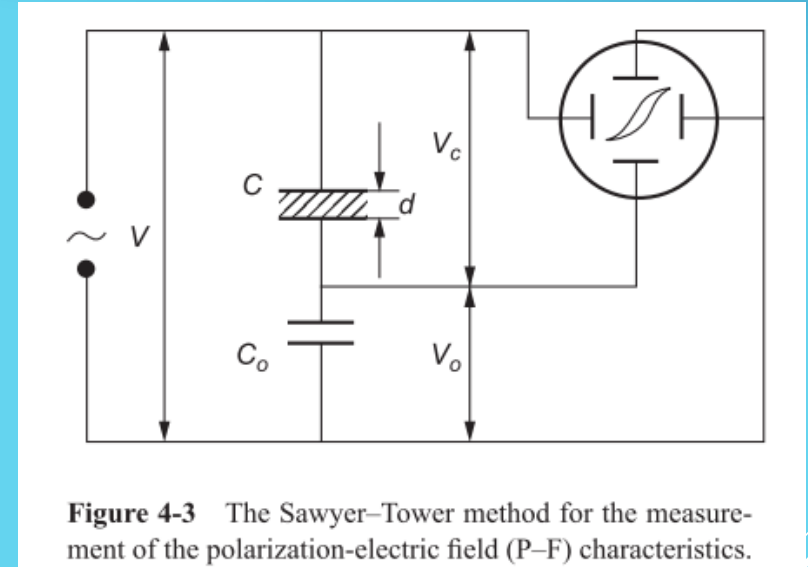 V
C
d
V_c
C_o
V_o
Figure 4-3 The Sawyer–Tower method for the measure-
ment of the polarization-electric field (P–F) characteristics.